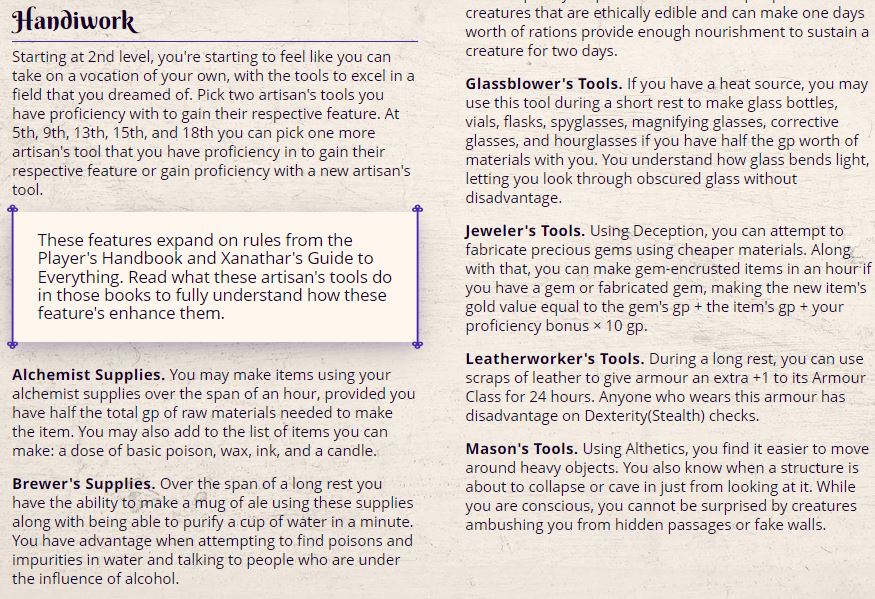 Handiwork
Starting at 2nd level, you're starting to feel like you can
take on a vocation of your own, with the tools to excel in a
field that you dreamed of. Pick two artisan's tools you
have proficiency with to gain their respective feature. At
5th, 9th, 13th, 15th, and 18th you can pick one more
artisan's tool that you have proficiency in to gain their
respective feature or gain proficiency with a new artisan's
tool.
These features expand on rules from the
Player's Handbook and Xanathar's Guide to
Everything. Read what these artisan's tools do
in those books to fully understand how these
feature's enhance them.
Alchemist Supplies. You may make items using your
alchemist supplies over the span of an hour, provided you
have half the total gp of raw materials needed to make
the item. You may also add to the list of items you can
make: a dose of basic poison, wax, ink, and a candle.
Brewer's Supplies. Over the span of a long rest you
have the ability to make a mug of ale using these supplies
along with being able to purify a cup of water in a minute.
You have advantage when attempting to find poisons and
impurities in water and talking to people who are under
the influence of alcohol.
creatures that are ethically edible and can make one days
worth of rations provide enough nourishment to sustain a
creature for two days.
Glassblower's Tools. If you have a heat source, you may
use this tool during a short rest to make glass bottles,
vials, flasks, spyglasses, magnifying glasses, corrective
glasses, and hourglasses if you have half the gp worth of
materials with you. You understand how glass bends light,
letting you look through obscured glass without
disadvantage.
Jeweler's Tools. Using Deception, you can attempt to
fabricate precious gems using cheaper materials. Along
with that, you can make gem-encrusted items in an hour if
you have a gem or fabricated gem, making the new item's
gold value equal to the gem's gp + the item's gp + your
proficiency bonus × 10 gp.
Leatherworker's Tools. During a long rest, you can use
scraps of leather to give armour an extra +1 to its Armour
Class for 24 hours. Anyone who wears this armour has
disadvantage on Dexterity(Stealth) checks.
Mason's Tools. Using Althetics, you find it easier to move
around heavy objects. You also know when a structure is
about to collapse or cave in just from looking at it. While
you are conscious, you cannot be surprised by creatures
ambushing you from hidden passages or fake walls.